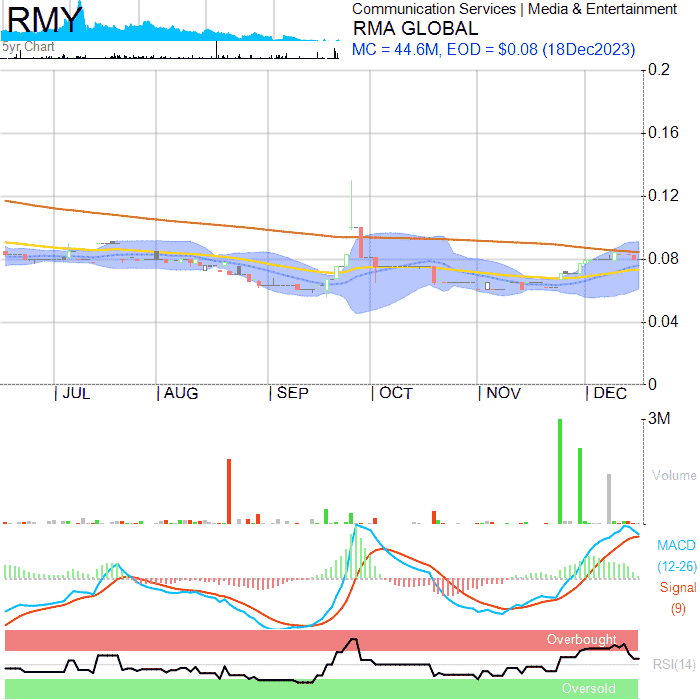 RMY
5yr Chart
Communication Services | Media & Entertainment
RMA GLOBAL
MC = 44.6M, EOD = $0.08 (18Dec2023)
0.2
0.16
0.12
0.08
0.04
0
| JUL | AUG | SEP | OCT | NOV | DEC
3M
Volume
MACD
(12-26)
Signal
(9)
Overbought
RSI(14)
Oversold